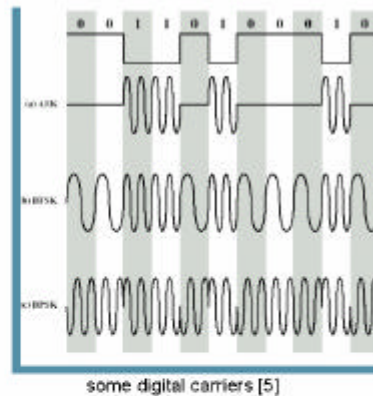 0 0 1 1 0 1 0 0 0 1 0
(a) ASK
(b) BFSK
(c) BPSK
some digital carriers [5]